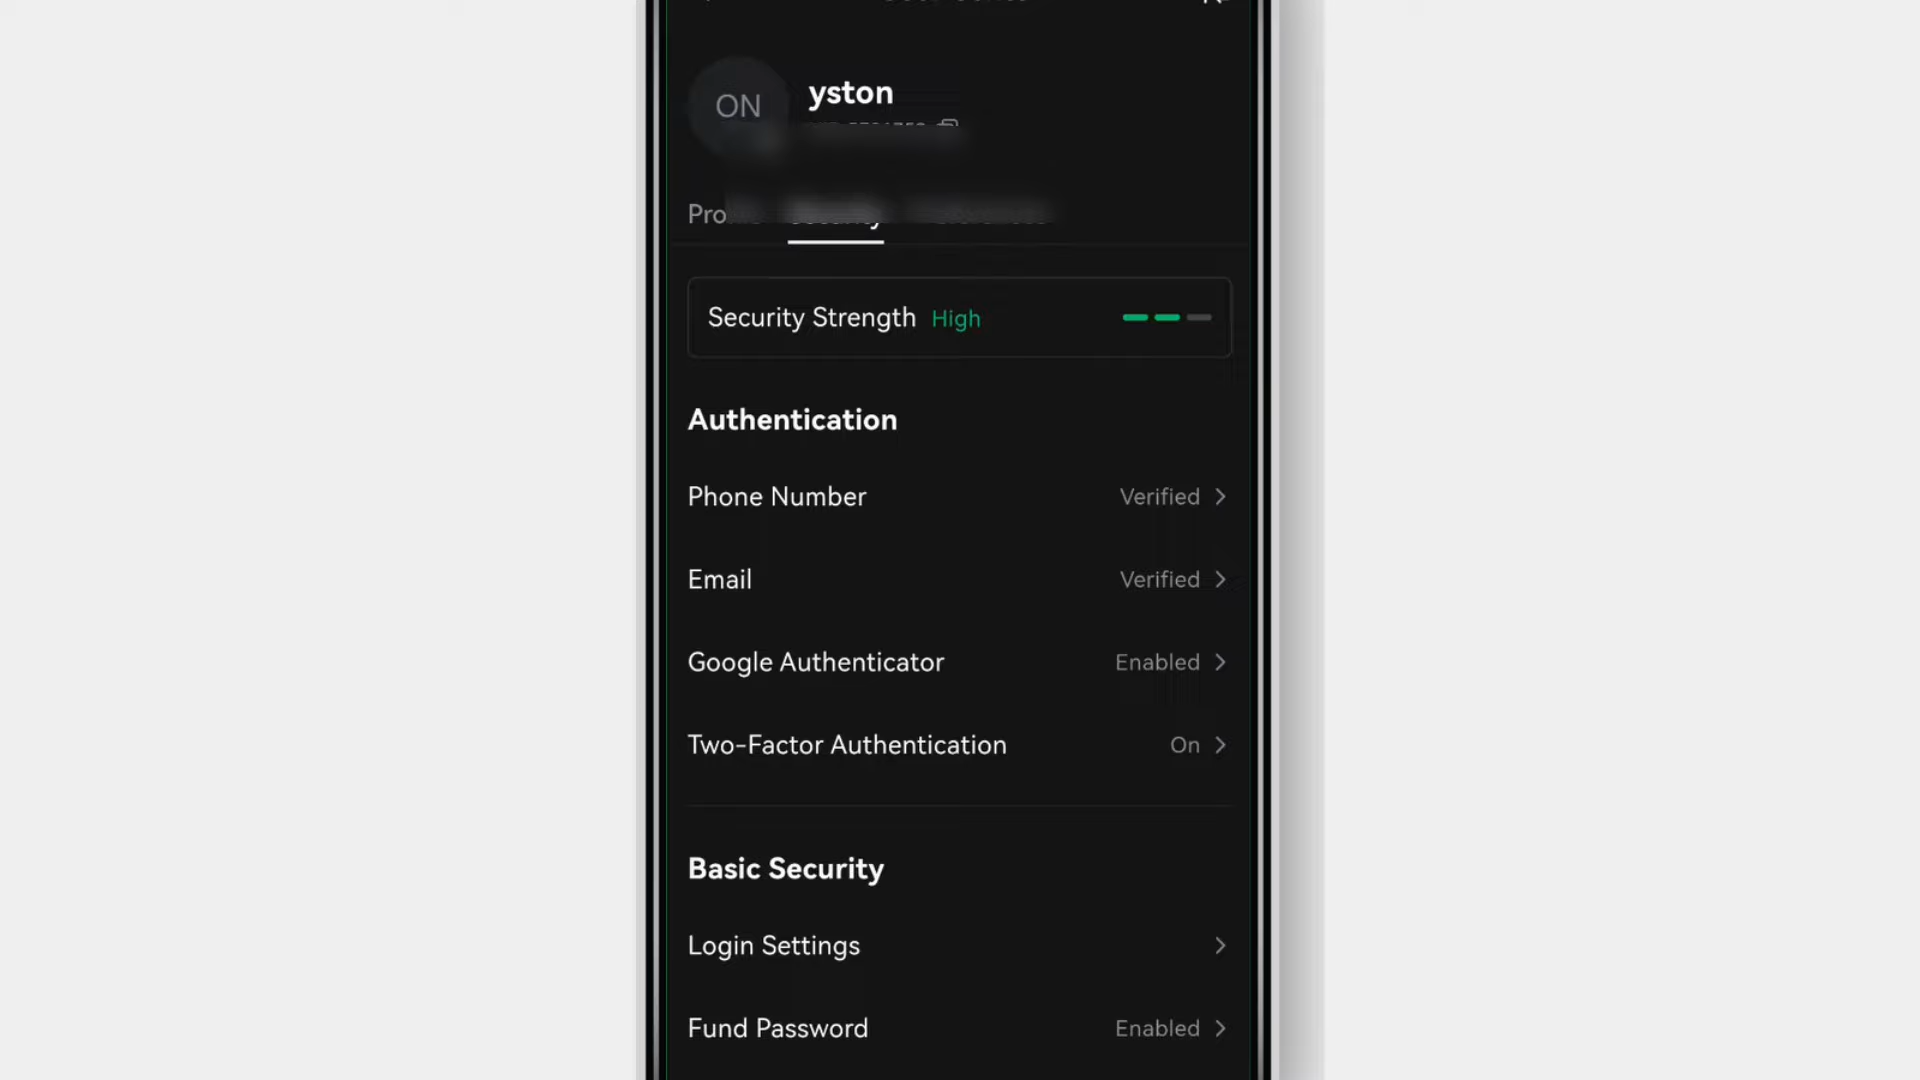 yston
ON
Pro
Security
Security Strength High
Authentication
Phone Number Verified
Email Verified
Google Authenticator Enabled
Two-Factor Authentication On
Basic Security
Login Settings
Fund Password Enabled